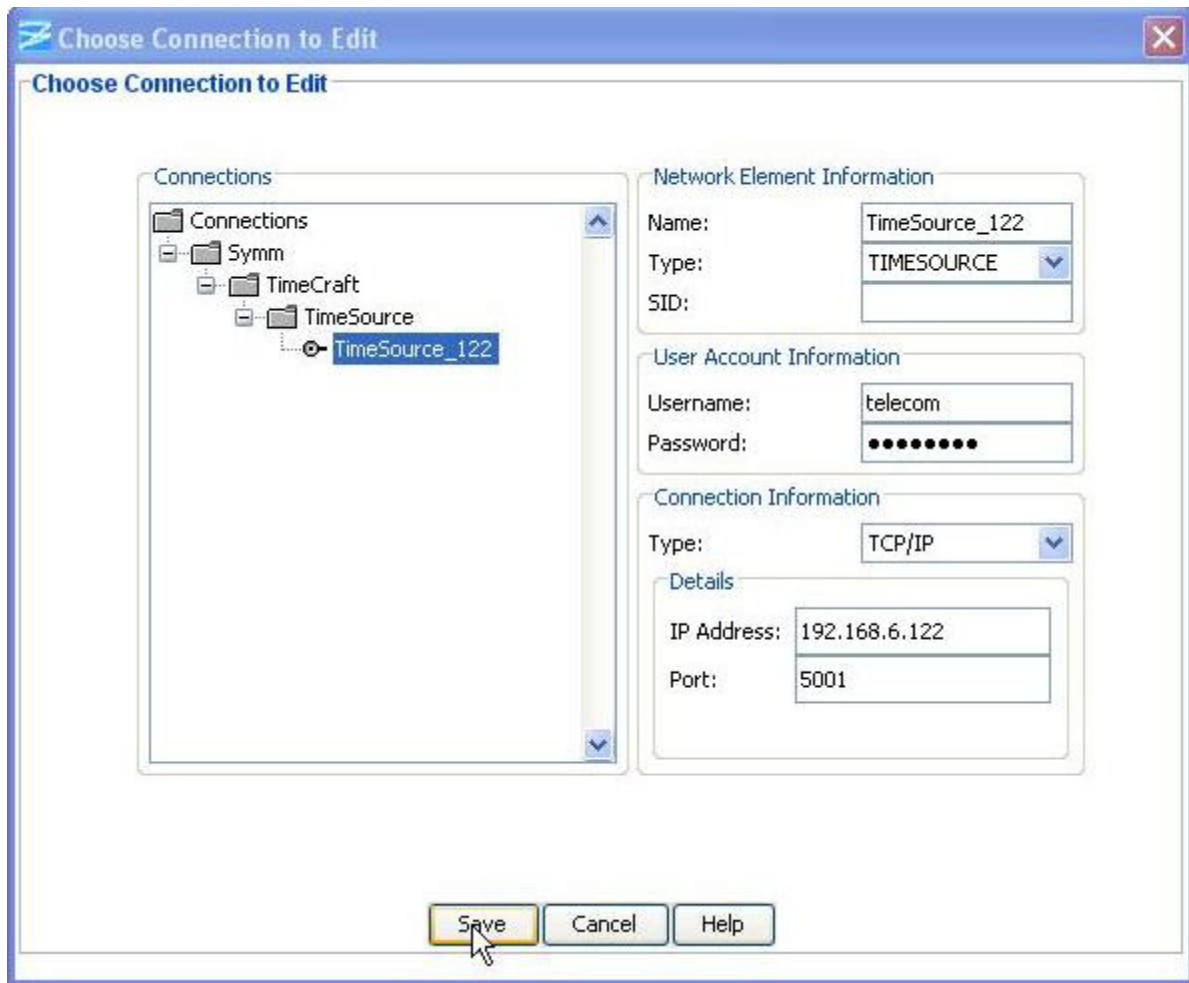 Choose Connection to Edit
Choose Connection to Edit
Connections
Connections
Symm
TimeCraft
TimeSource
TimeSource_122
Network Element Information
Name: TimeSource_122
Type: TIMESOURCE
SID:
User Account Information
Username: telecom
Password: ••••••••
Connection Information
Type: TCP/IP
Details
IP Address: 192.168.6.122
Port: 5001
Save Cancel Help